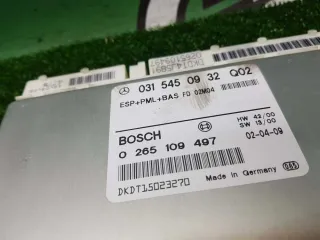 031 545 09 32 Q02
ESP+PML+BAS FD 02M04
BOSCH
HW 42/00
SW 13/00
0 265 109 497
02-04-09
DKDT15023270
Made in Germany